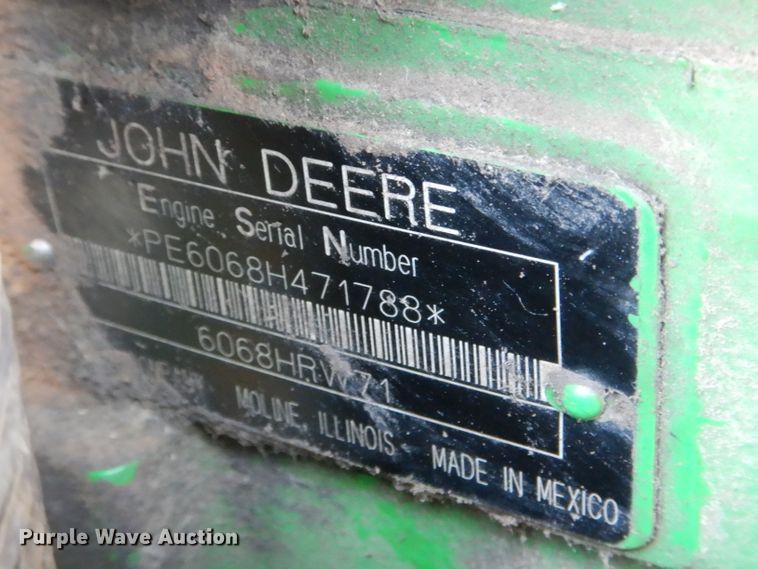 JOHN DEERE
Engine Serial Number
*PE6068H471788*
6068HRW71
MOLINE, ILLINOIS MADE IN MEXICO
Purple Wave Auction